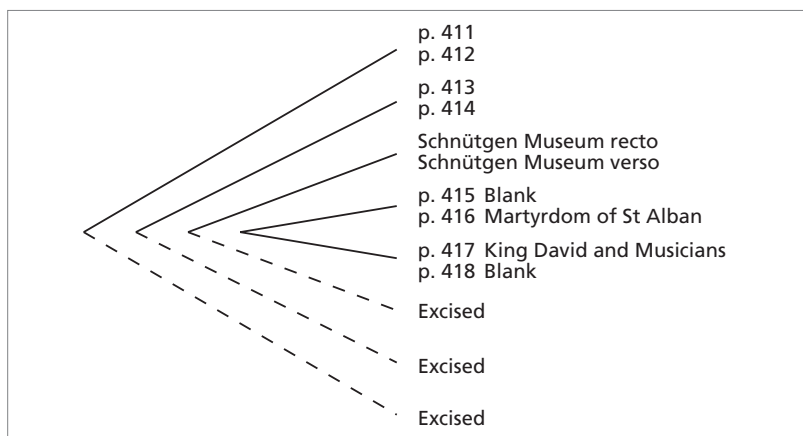 p. 411
p. 412
p. 413
p. 414
Schnütgen Museum recto
Schnütgen Museum verso
p. 415 Blank
p. 416 Martyrdom of St Alban
p. 417 King David and Musicians
p. 418 Blank
Excised
Excised
Excised